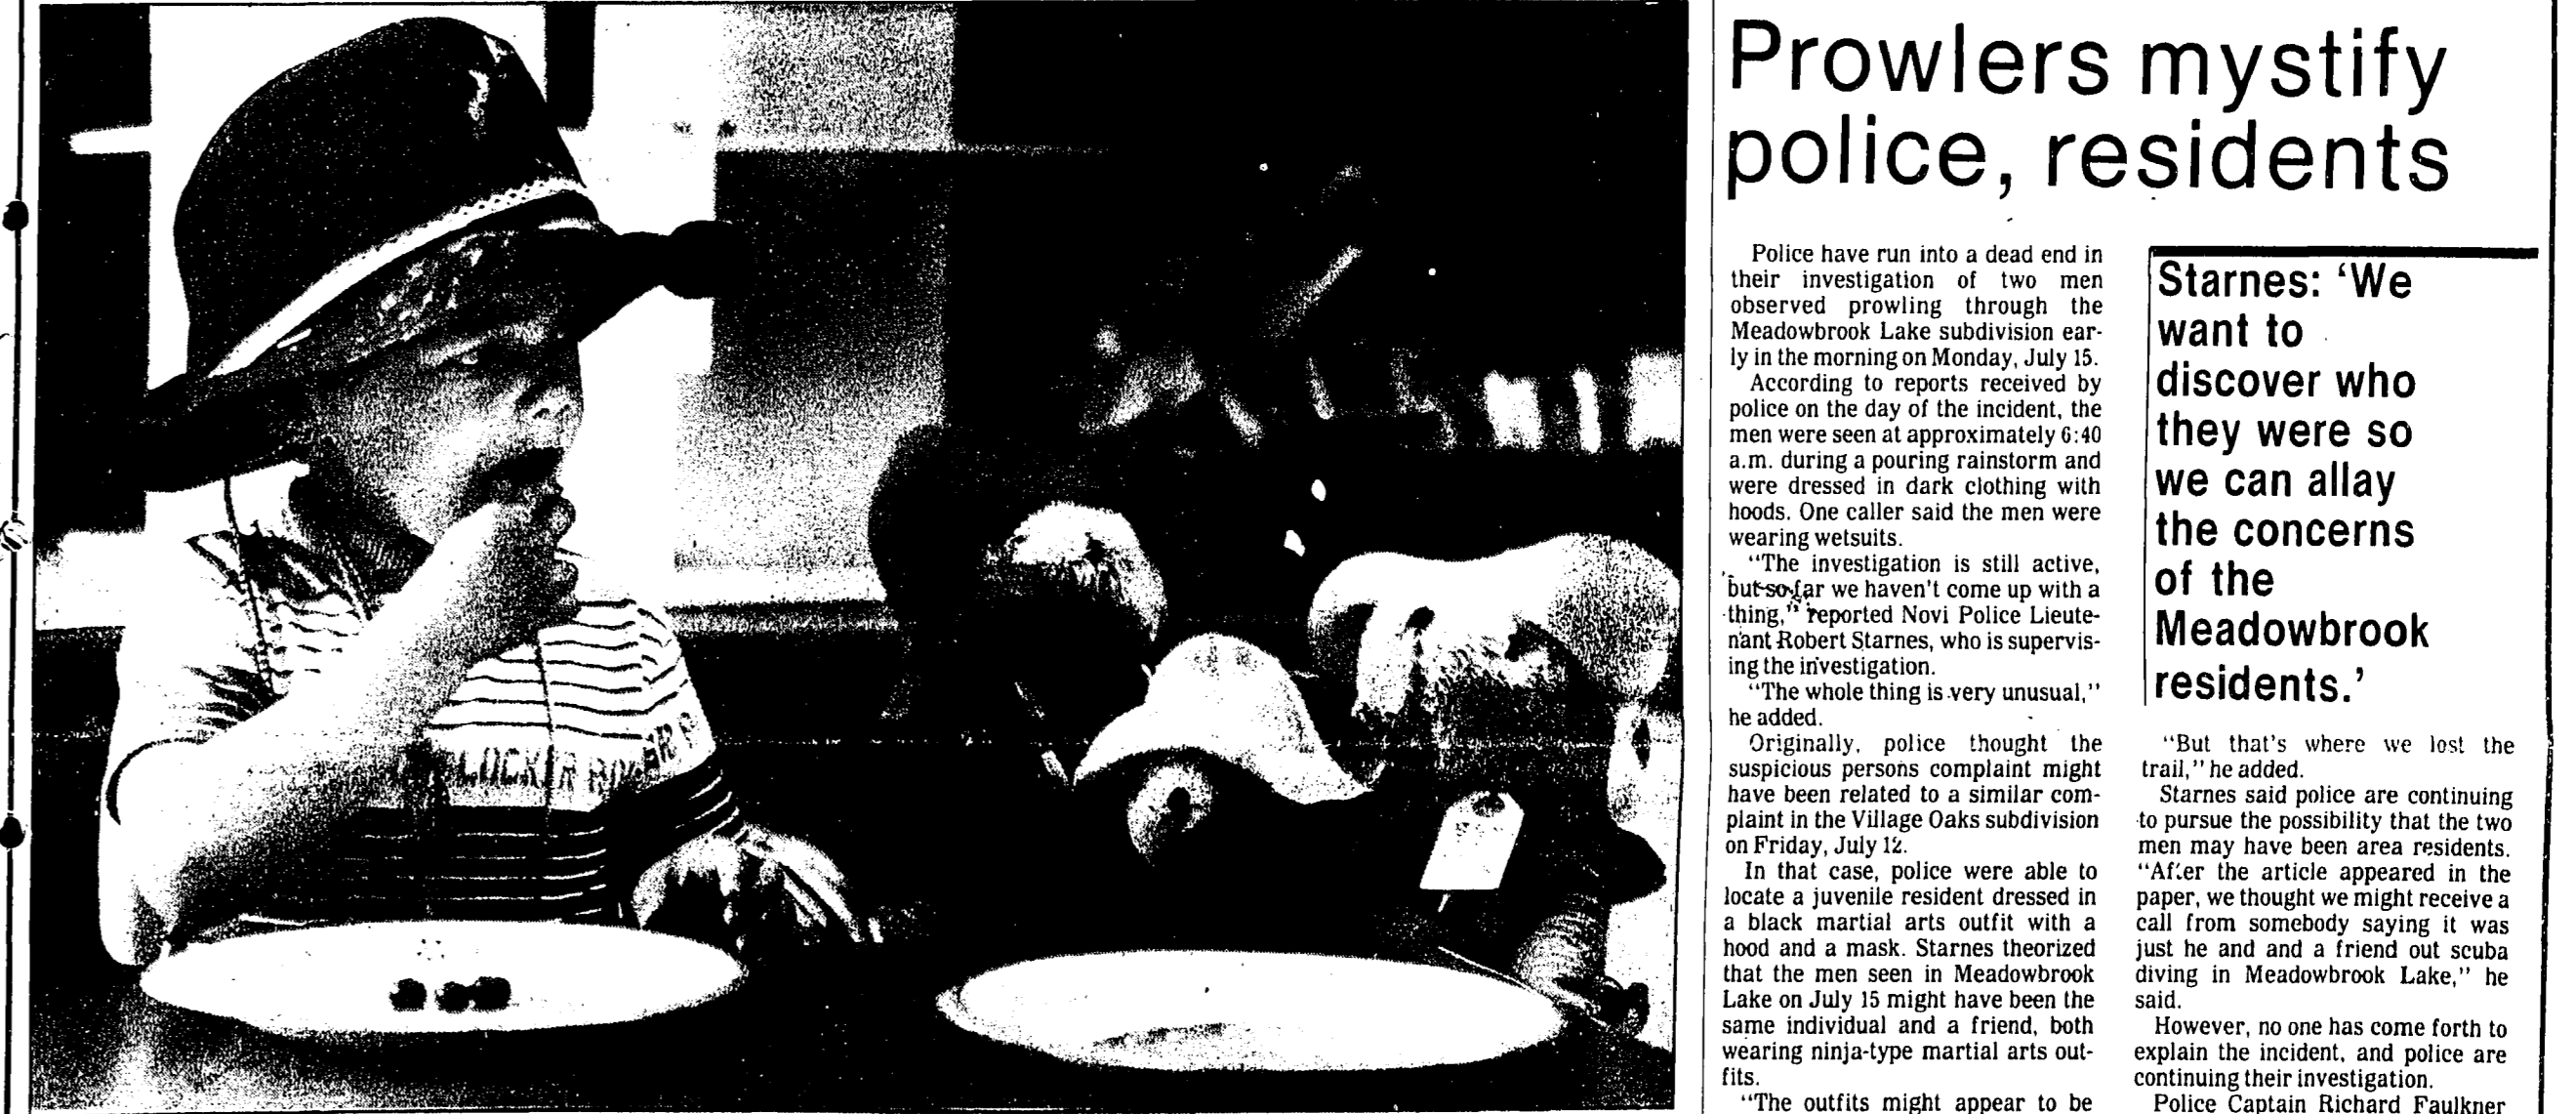 LOCKER
Prowlers mystify
police, residents
Police have run into a dead end in
their investigation of two men
observed prowling through the
Meadowbrook Lake subdivision ear-
ly in the morning on Monday, July 15.
According to reports received by
police on the day of the incident, the
men were seen at approximately 6:40
a.m. during a pouring rainstorm and
were dressed in dark clothing with
hoods. One caller said the men were
wearing wetsuits.
"The investigation is still active,
but so far we haven't come up with a
thing," reported Novi Police Lieute-
nant Robert Starnes, who is supervis-
ing the investigation.
"The whole thing is very unusual,"
he added.
Originally, police thought the
suspicious persons complaint might
have been related to a similar com-
plaint in the Village Oaks subdivision
on Friday, July 12.
In that case, police were able to
locate a juvenile resident dressed in
a black martial arts outfit with a
hood and a mask. Starnes theorized
that the men seen in Meadowbrook
Lake on July 15 might have been the
same individual and a friend, both
wearing ninja-type martial arts out-
fits.
"The outfits might appear to be
Starnes: 'We
want to
discover who
they were so
we can allay
the concerns
of the
Meadowbrook
residents.'
"But that's where we lost the
trail," he added.
Starnes said police are continuing
to pursue the possibility that the two
men may have been area residents.
"After the article appeared in the
paper, we thought we might receive a
call from somebody saying it was
just he and and a friend out scuba
diving in Meadowbrook Lake," he
said.
However, no one has come forth to
explain the incident, and police are
continuing their investigation.
Police Captain Richard Faulkner